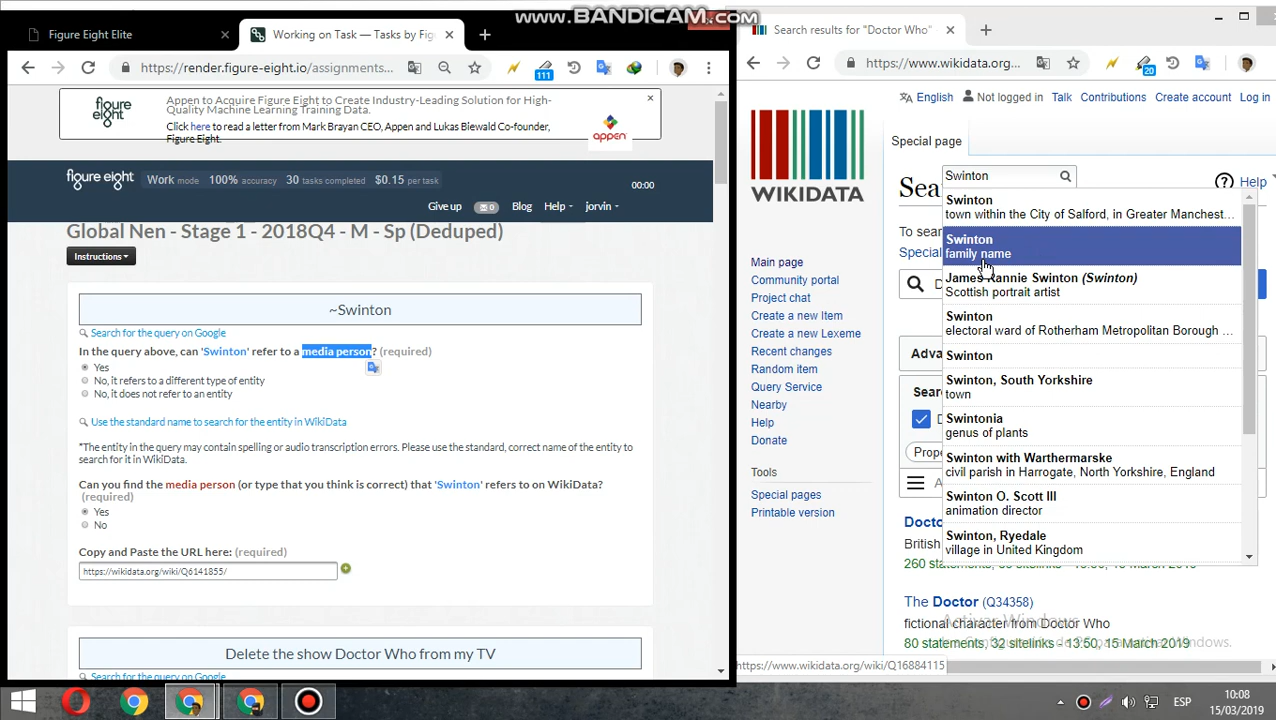 www.BANDICAM.com
Figure Eight Elite
Working on Task — Tasks by Fig
Search results for "Doctor Who"
https://render.figure-eight.io/assignments...
111
https://www.wikidata.org...
20
English
Not logged in
Talk
Contributions
Create account
Log in
Appen to Acquire Figure Eight to Create Industry-Leading Solution for High-
Quality Machine Learning Training Data.
Click here to read a letter from Mark Brayan CEO, Appen and Lukas Biewald Co-founder,
Figure Eight.
figure eight
appen
figure eight
Work mode
100% accuracy
30 tasks completed
$0.15 per task
00:00
Give up
0
Blog
Help
jorvin
Global Nen - Stage 1 - 2018Q4 - M - Sp (Deduped)
Instructions
~Swinton
Search for the query on Google
In the query above, can 'Swinton' refer to a media person? (required)
Yes
No, it refers to a different type of entity
No, it does not refer to an entity
Use the standard name to search for the entity in WikiData
*The entity in the query may contain spelling or audio transcription errors. Please use the standard, correct name of the entity to
search for it in WikiData.
Can you find the media person (or type that you think is correct) that 'Swinton' refers to on WikiData?
(required)
Yes
No
Copy and Paste the URL here: (required)
https://wikidata.org/wiki/Q6141855/
Delete the show Doctor Who from my TV
Search for the query on Google
WIKIDATA
Main page
Community portal
Project chat
Create a new Item
Create a new Lexeme
Recent changes
Random item
Query Service
Nearby
Help
Donate
Tools
Special pages
Printable version
Special page
Sea
Swinton
Help
To sear
Special
D
Adva
Sear
D
Prope
A
Swinton
town within the City of Salford, in Greater Manchest...
Swinton
family name
James Rannie Swinton (Swinton)
Scottish portrait artist
Swinton
electoral ward of Rotherham Metropolitan Borough ...
Swinton
Swinton, South Yorkshire
town
Swintonia
genus of plants
Swinton with Warthermarske
civil parish in Harrogate, North Yorkshire, England
Swinton O. Scott III
animation director
Swinton, Ryedale
village in United Kingdom
Docto
British
The Doctor (Q34358)
fictional character from Doctor Who
80 statements, 32 sitelinks - 13:50, 15 March 2019
https://www.wikidata.org/wiki/Q16884115
ESP
10:08
15/03/2019